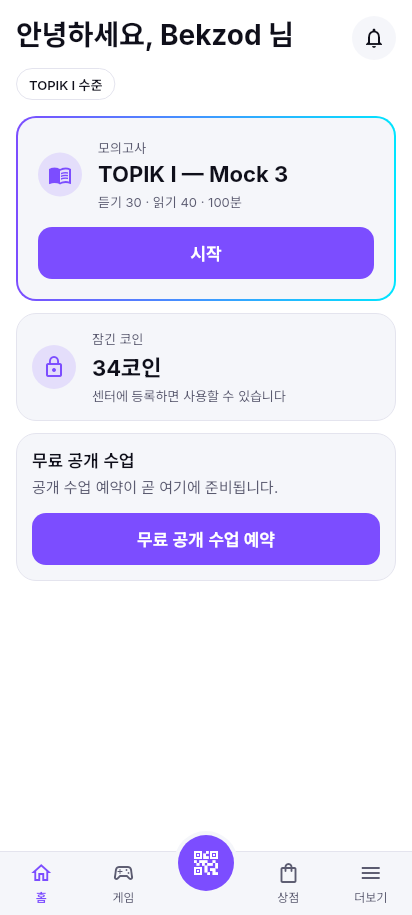 안녕하세요, Bekzod 님
TOPIK I 수준
모의고사
TOPIK I — Mock 3
듣기 30 · 읽기 40 · 100분
시작
잠긴 코인
34코인
센터에 등록하면 사용할 수 있습니다
무료 공개 수업
공개 수업 예약이 곧 여기에 준비됩니다.
무료 공개 수업 예약
홈
게임
상점
더보기